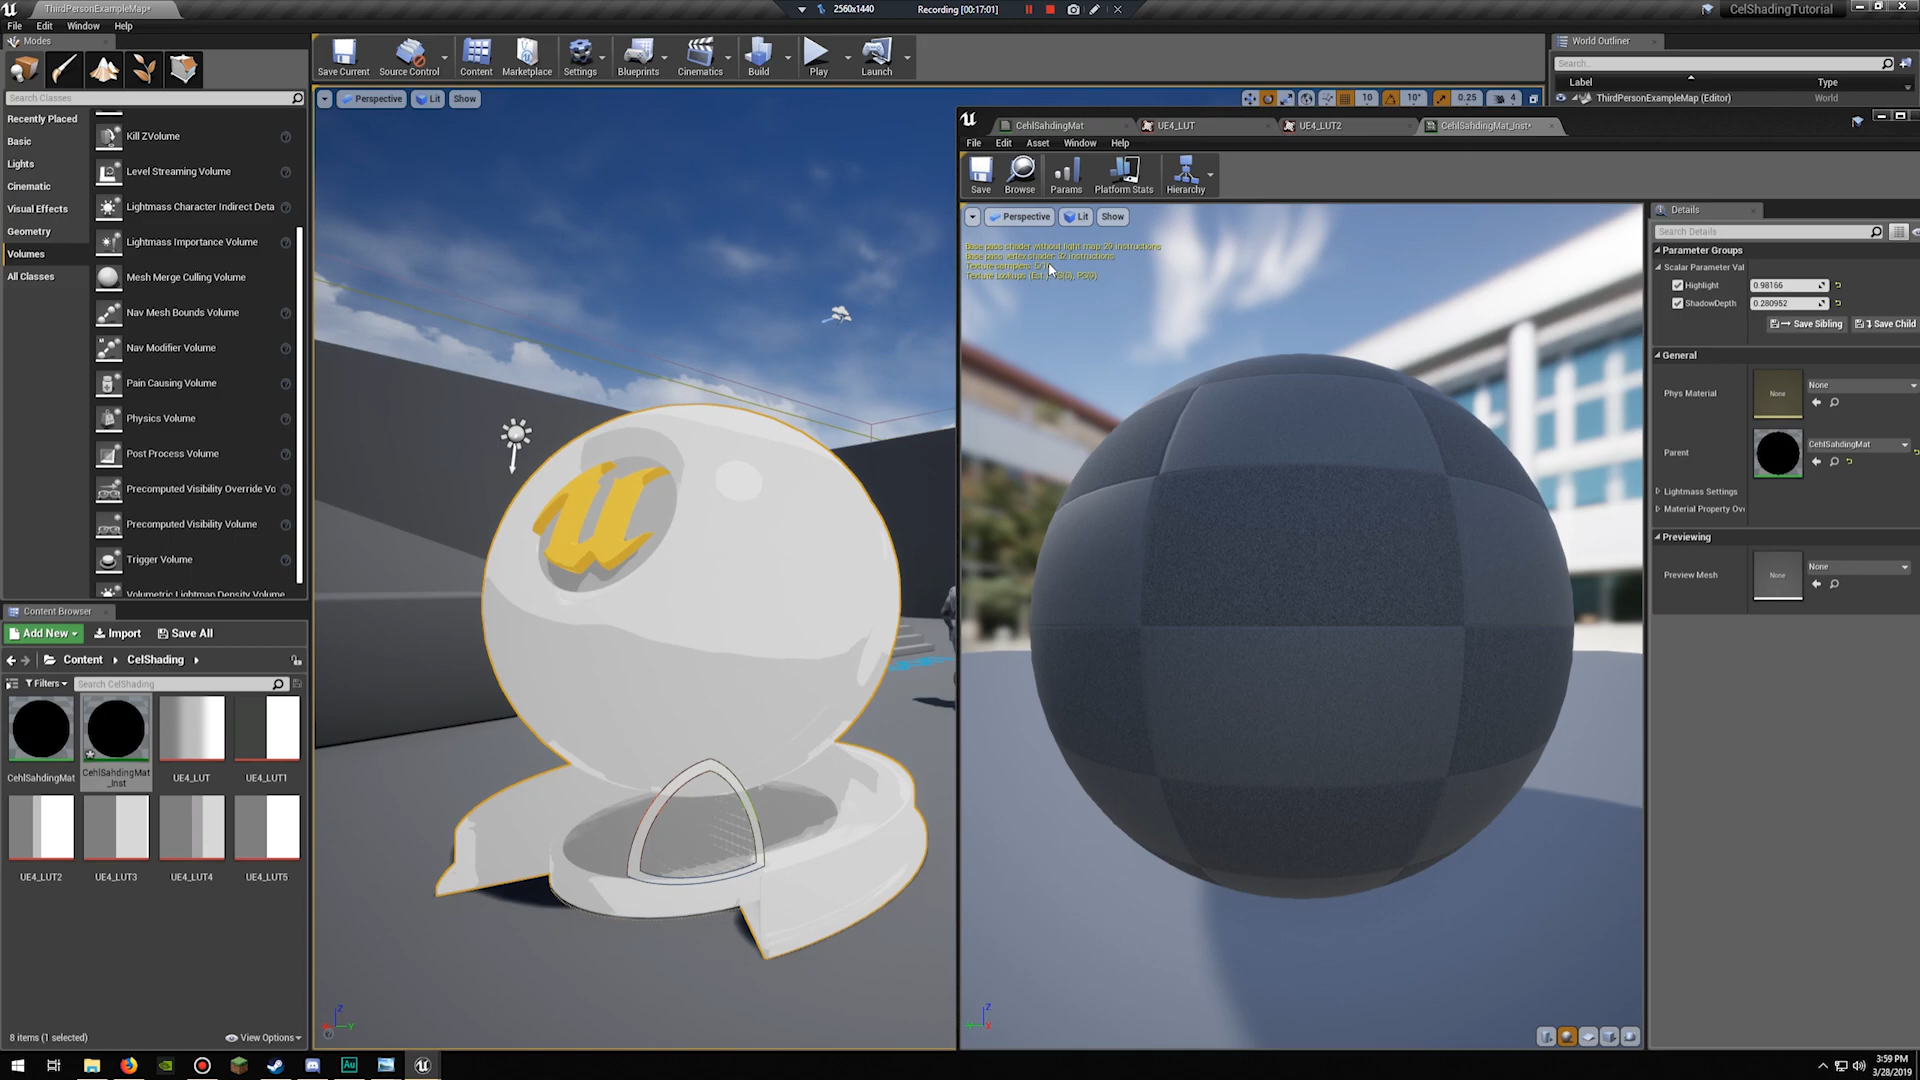 ThirdPersonExampleMap*
2560x1440
Recording [00:17:01]
CelShadingTutorial
File Edit Window Help
Modes
Search Classes
Recently Placed
Basic
Lights
Cinematic
Visual Effects
Geometry
Volumes
All Classes
Kill ZVolume
Level Streaming Volume
Lightmass Character Indirect Deta
Lightmass Importance Volume
Mesh Merge Culling Volume
Nav Mesh Bounds Volume
Nav Modifier Volume
Pain Causing Volume
Physics Volume
Post Process Volume
Precomputed Visibility Override Vo
Precomputed Visibility Volume
Trigger Volume
Volumetric Lightmap Density Volume
Save Current Source Control Content Marketplace Settings Blueprints Cinematics Build Play Launch
Perspective Lit Show
10 10° 0.25 4
World Outliner
Search...
Label Type
ThirdPersonExampleMap (Editor) World
CehlSahdingMat UE4_LUT UE4_LUT2 CehlSahdingMat_Inst*
File Edit Asset Window Help
Save Browse Params Platform Stats Hierarchy
Perspective Lit Show
Base pass shader without light map: 29 instructions
Base pass vertex shader: 32 instructions
Texture samplers:
Texture Lookups (Est.)
Details
Search Details
Parameter Groups
Scalar Parameter Val
Highlight 0.98166
ShadowDepth 0.280952
Save Sibling Save Child
General
Phys Material None None
Parent CehlSahdingMat
Lightmass Settings
Material Property Ov
Previewing
Preview Mesh None None
Content Browser
Add New Import Save All
Content CelShading
Filters Search CelShading
CehlSahdingMat
CehlSahdingMat
_Inst
UE4_LUT
UE4_LUT1
UE4_LUT2
UE4_LUT3
UE4_LUT4
UE4_LUT5
8 items (1 selected) View Options
Z
Y
Z
Au
3:59 PM
3/28/2019